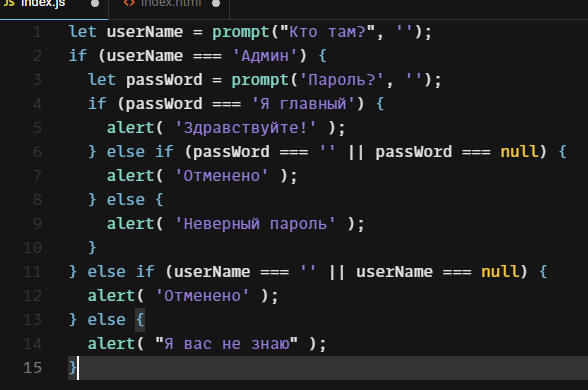 JS index.js index.html
1 let userName = prompt("Кто там?", '');
2 if (userName === 'Админ') {
3 let passWord = prompt('Пароль?', '');
4 if (passWord === 'Я главный') {
5 alert( 'Здравствуйте!' );
6 } else if (passWord === '' || passWord === null) {
7 alert( 'Отменено' );
8 } else {
9 alert( 'Неверный пароль' );
10 }
11 } else if (userName === '' || userName === null) {
12 alert( 'Отменено' );
13 } else {
14 alert( "Я вас не знаю" );
15 }